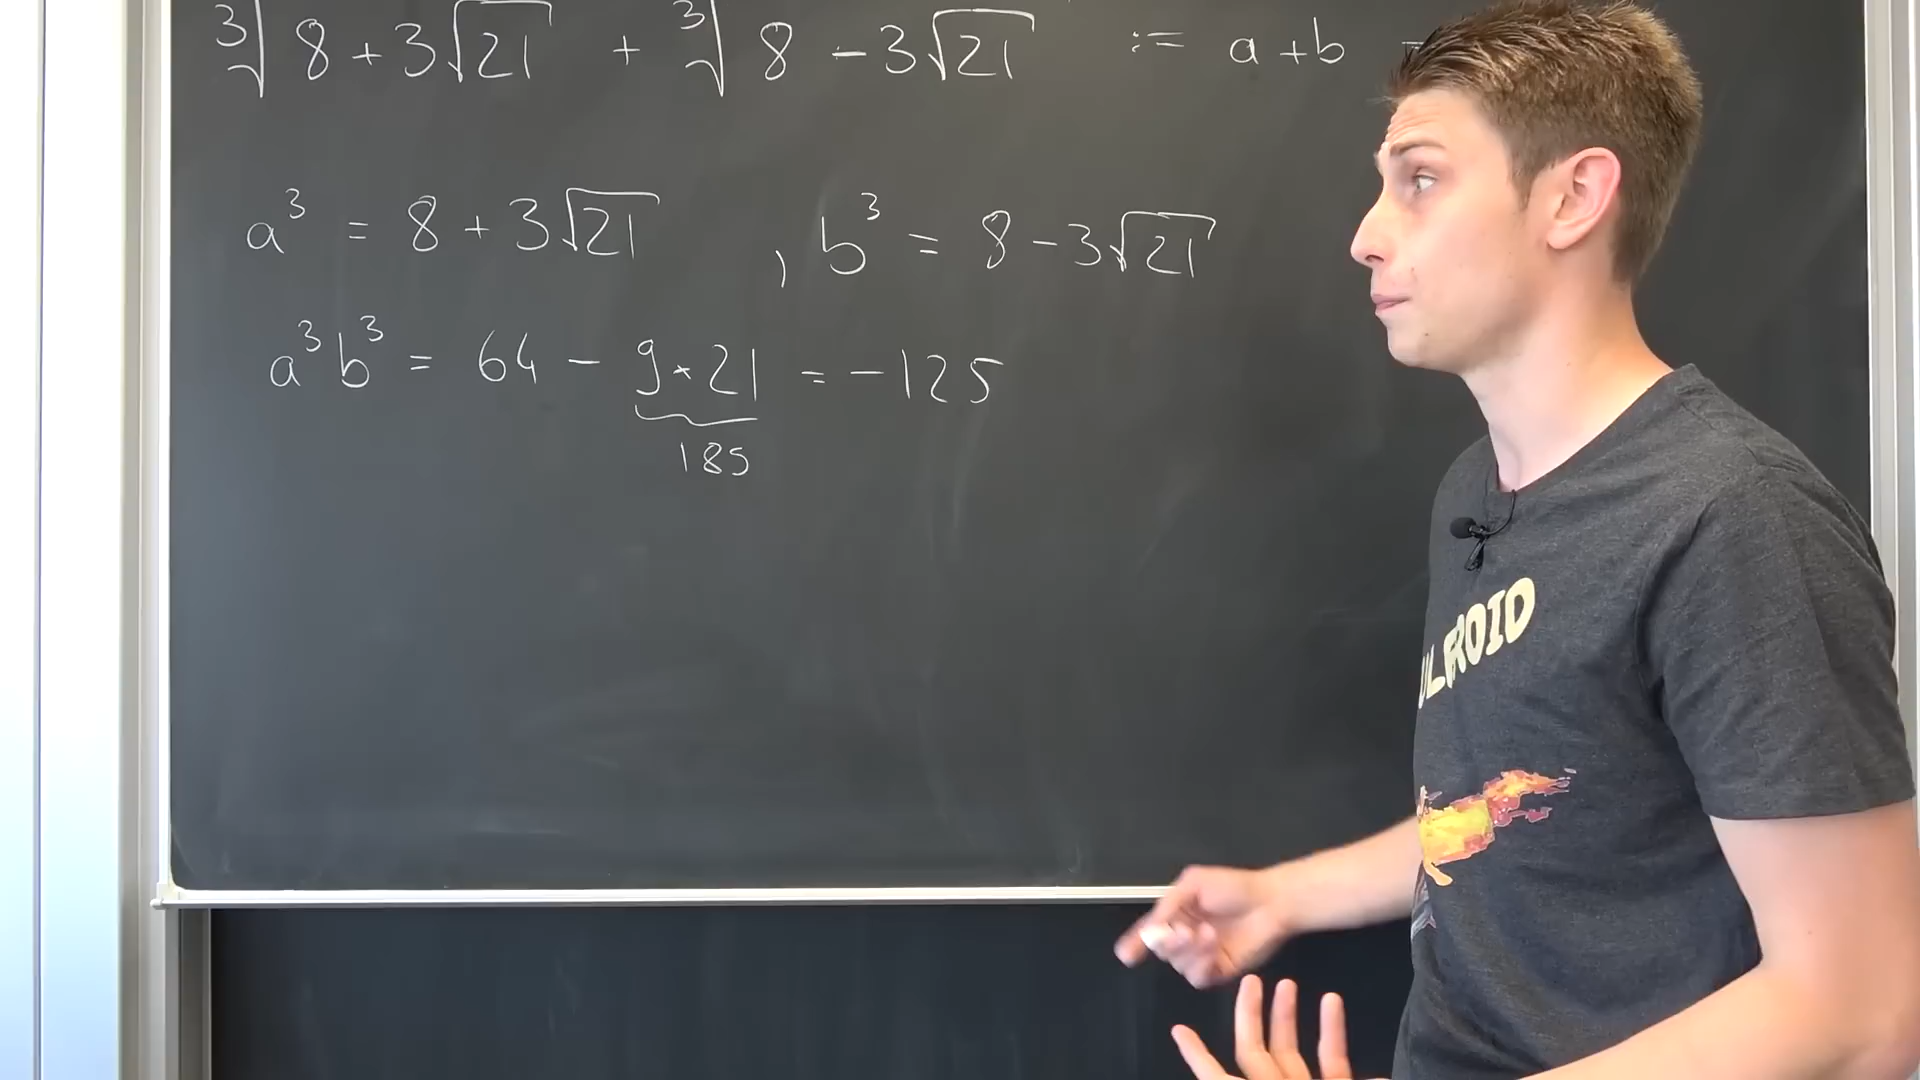 ∛(8+3√21) + ∛(8-3√21) := a+b
a³ = 8+3√21 , b³ = 8-3√21
a³b³ = 64 - 9*21 = -125
185